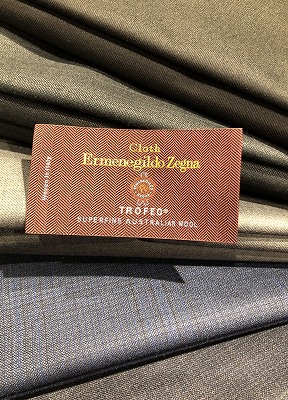 Cloth
Ermenegildo Zegna
TROFEO®
SUPERFINE AUSTRALIAN WOOL